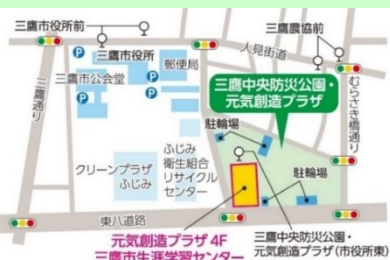 三鷹市役所前
三鷹農協前
三鷹市役所
人見街道
郵便局
三鷹市公会堂
P
P
P
P
三鷹通り
三鷹中央防災公園・
元気創造プラザ
むらさき橋通り
駐輪場
ふじみ
衛生組合
リサイクル
センター
クリーンプラザ
ふじみ
駐輪場
東八道路
元気創造プラザ 4F
三鷹市生涯学習センター
三鷹中央防災公園・
元気創造プラザ(市役所東)